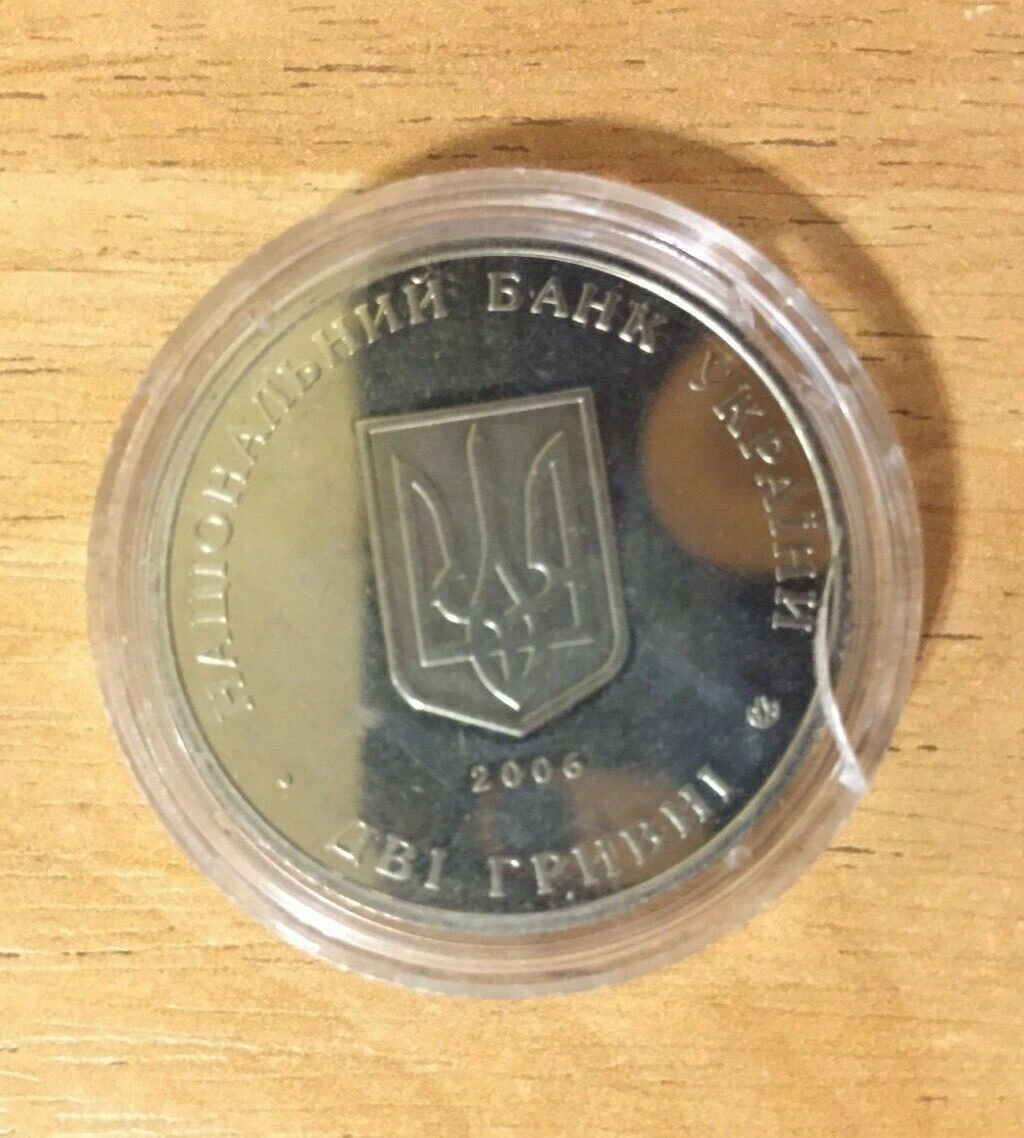 НАЦІОНАЛЬНИЙ БАНК УКРАЇНИ
2006
ДВІ ГРИВНІ